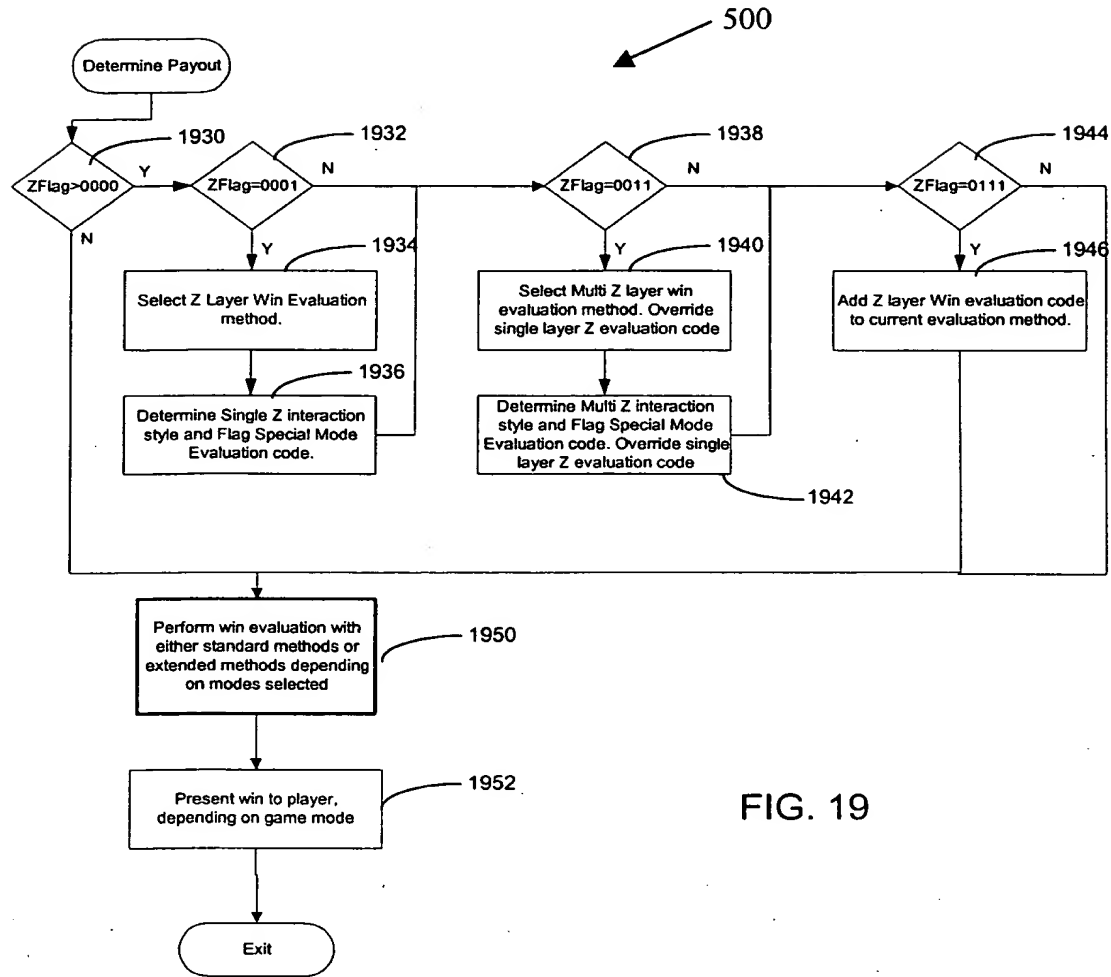 500
Determine Payout
1930
1932
1938
1944
ZFlag>0000
Y
ZFlag=0001
N
ZFlag=0011
N
ZFlag=0111
N
N
Y
1934
Y
1940
Y
1946
Select Z Layer Win Evaluation
method.
Select Multi Z layer win
evaluation method. Override
single layer Z evaluation code
Add Z layer Win evaluation code
to current evaluation method.
1936
Determine Single Z interaction
style and Flag Special Mode
Evaluation code.
Determine Multi Z interaction
style and Flag Special Mode
Evaluation code. Override single
layer Z evaluation code
1942
Perform win evaluation with
either standard methods or
extended methods depending
on modes selected
1950
Present win to player,
depending on game mode
1952
FIG. 19
Exit